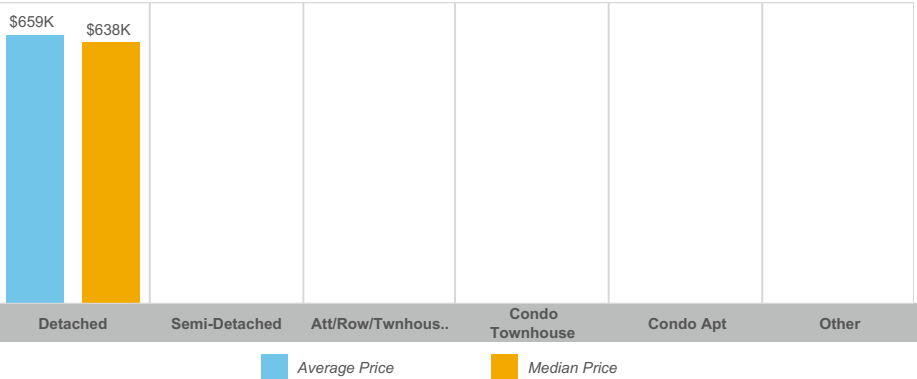 $659K
$638K
Detached
Semi-Detached
Att/Row/Twnhous..
Condo
Townhouse
Condo Apt
Other
Average Price
Median Price